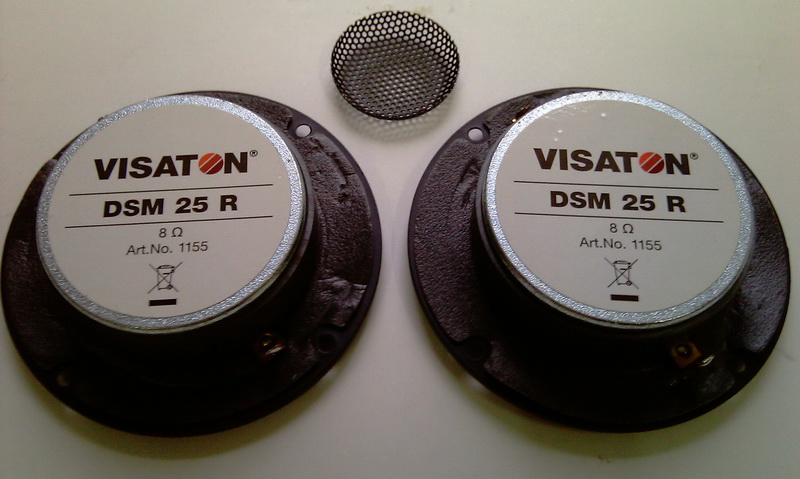 VISATON®
DSM 25 R
8 Ω
Art.No. 1155
VISATON®
DSM 25 R
8 Ω
Art.No. 1155